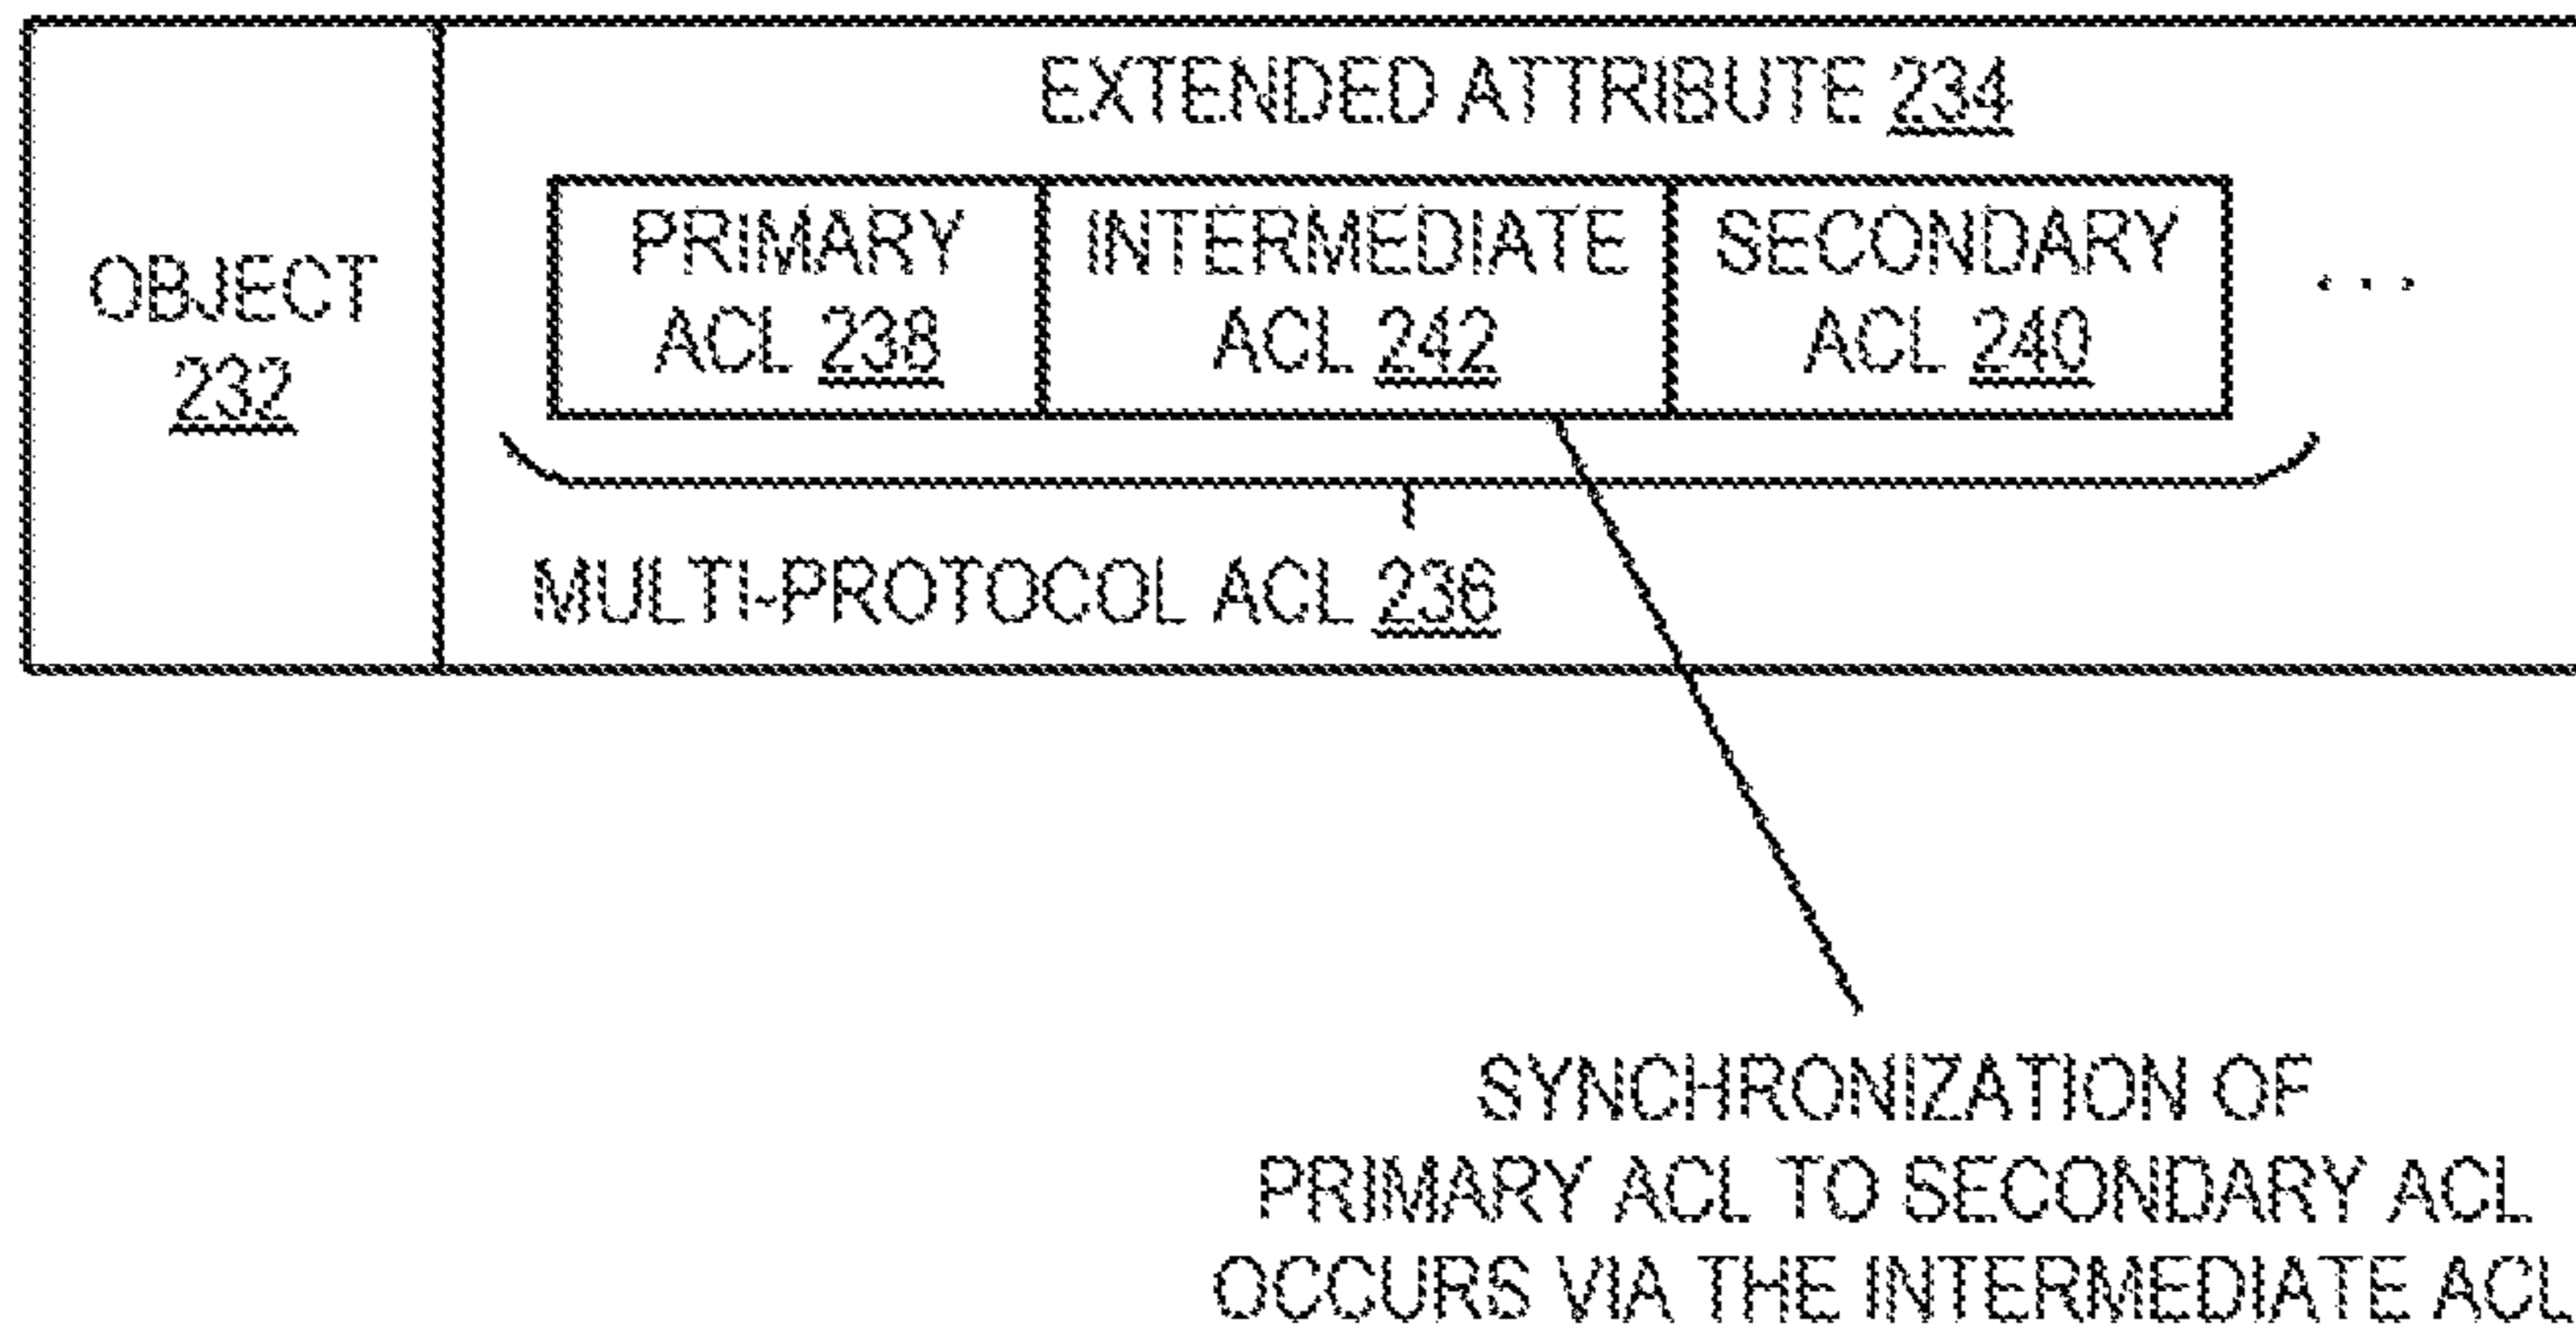 EXTENDED ATTRIBUTE 234
OBJECT
232
PRIMARY
ACL 238
INTERMEDIATE
ACL 242
SECONDARY
ACL 240
...
MULTI-PROTOCOL ACL 236
SYNCHRONIZATION OF
PRIMARY ACL TO SECONDARY ACL
OCCURS VIA THE INTERMEDIATE ACL